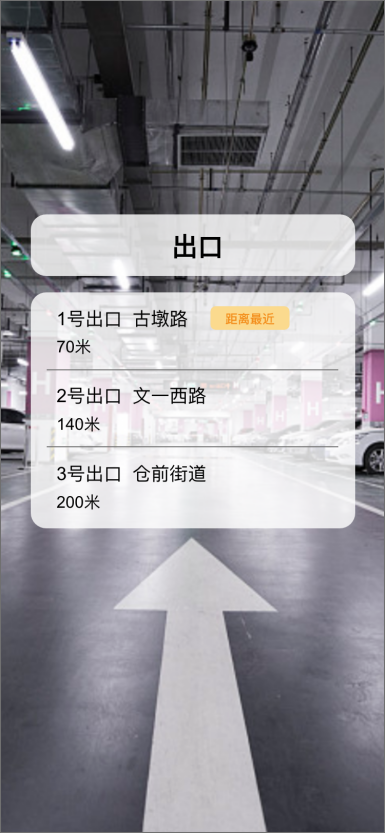 出口
1号出口 古墩路 距离最近
70米
2号出口 文一西路
140米
3号出口 仓前街道
200米
H
H
H